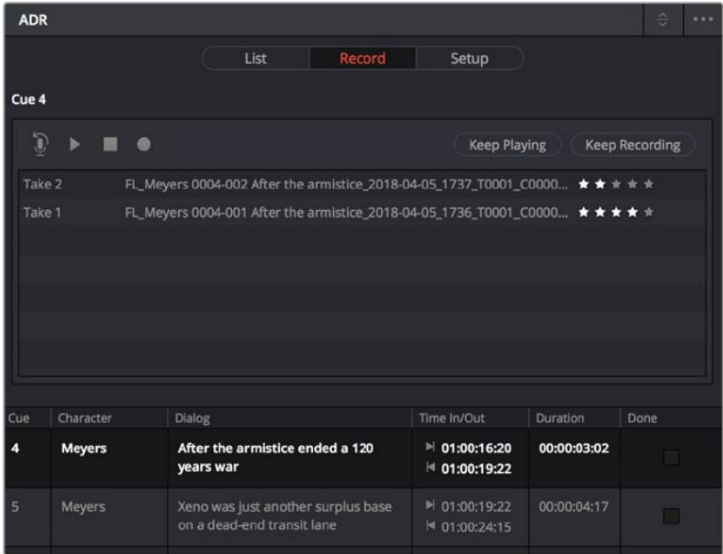 ADR
List Record Setup
Cue 4
Keep Playing Keep Recording
Take 2 FL_Meyers 0004-002 After the armistice_2018-04-05_1737_T0001_C0000...
Take 1 FL_Meyers 0004-001 After the armistice_2018-04-05_1736_T0001_C0000...
Cue Character Dialog Time In/Out Duration Done
4 Meyers After the armistice ended a 120 01:00:16:20 00:00:03:02
years war 01:00:19:22
5 Meyers Xeno was just another surplus base 01:00:19:22 00:00:04:17
on a dead-end transit lane 01:00:24:15